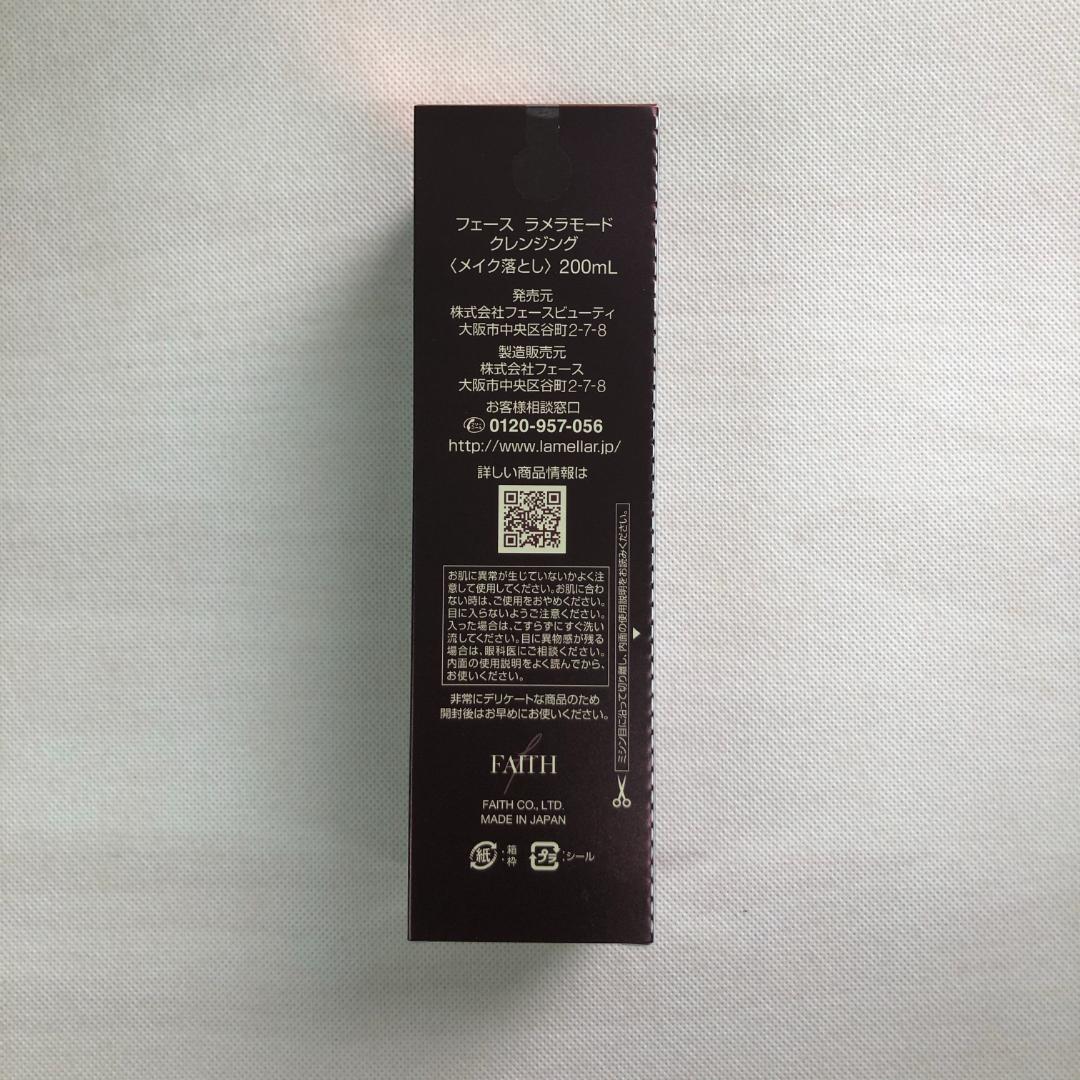 フェース ラメラモード
クレンジング
〈メイク落とし〉 200mL
発売元
株式会社フェースビューティ
大阪市中央区谷町2-7-8
製造販売元
株式会社フェース
大阪市中央区谷町2-7-8
お客様相談窓口
0120-957-056
http://www.lamellar.jp/
詳しい商品情報は
お肌に異常が生じていないかよく注
意して使用してください。お肌に合わ
ない時は、ご使用をおやめください。
目に入らないようご注意ください。
入った場合は、こすらずにすぐ洗い
流してください。目に異物感が残る
場合は、眼科医にご相談ください。
内面の使用説明をよく読んでから、
お使いください。
非常にデリケートな商品のため
開封後はお早めにお使いください。
ミシン目に沿って切り離し、内面の使用説明をお読みください。
FAITH
FAITH CO., LTD.
MADE IN JAPAN
紙 : 箱
: 枠
プラ : シール